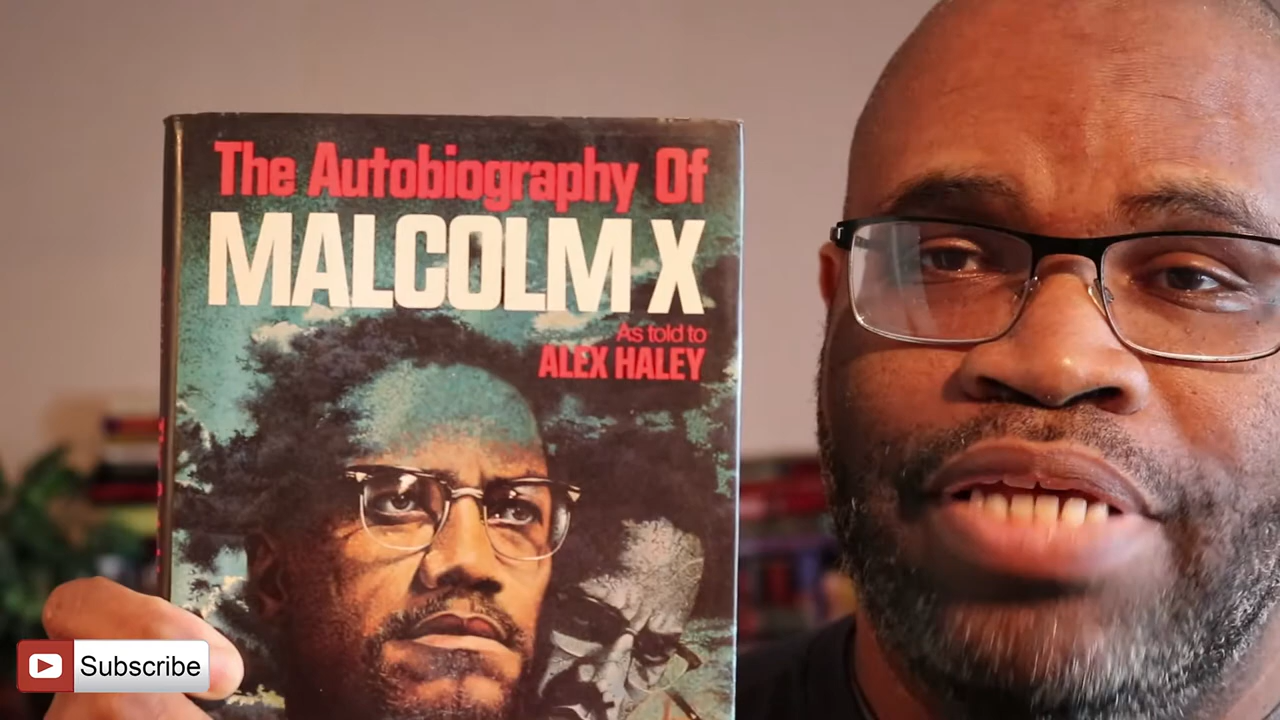 The Autobiography Of
MALCOLM X
As told to
ALEX HALEY
Subscribe